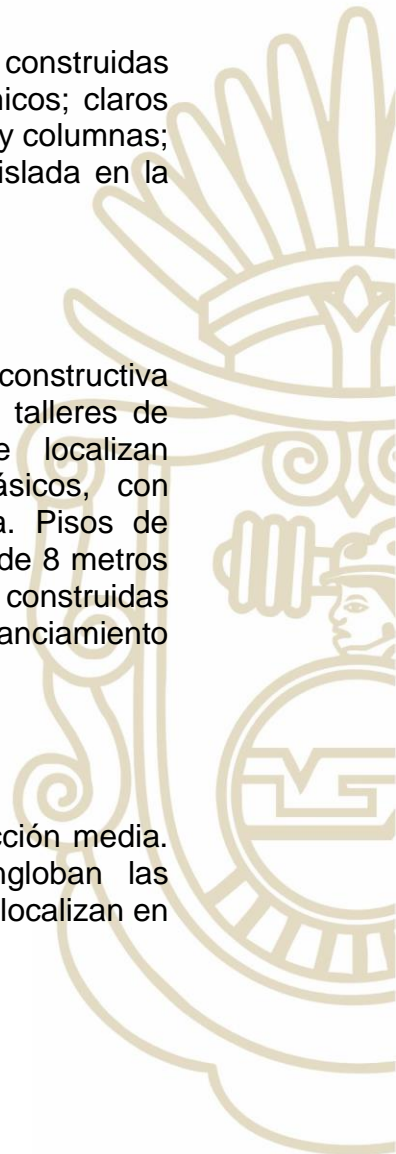 construidas
nicos; claros
y columnas;
islada en la
constructiva
talleres de
e localizan
ásicos, con
a. Pisos de
de 8 metros
construidas
anciamiento
cción media.
ngloban las
localizan en